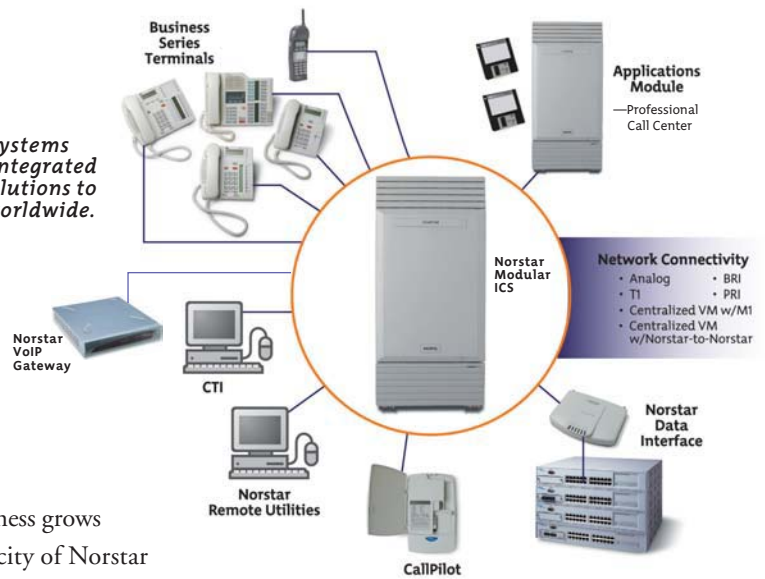 Business
Series
Terminals
Applications
Module
—Professional
Call Center
ystems
ntegrated
lutions to
orldwide.
Norstar
Modular
ICS
Network Connectivity
• Analog • BRI
• T1 • PRI
• Centralized VM w/M1
• Centralized VM
w/Norstar-to-Norstar
Norstar
VoIP
Gateway
CTI
Norstar
Data
Interface
Norstar
Remote Utilities
CallPilot
ness grows
city of Norstar